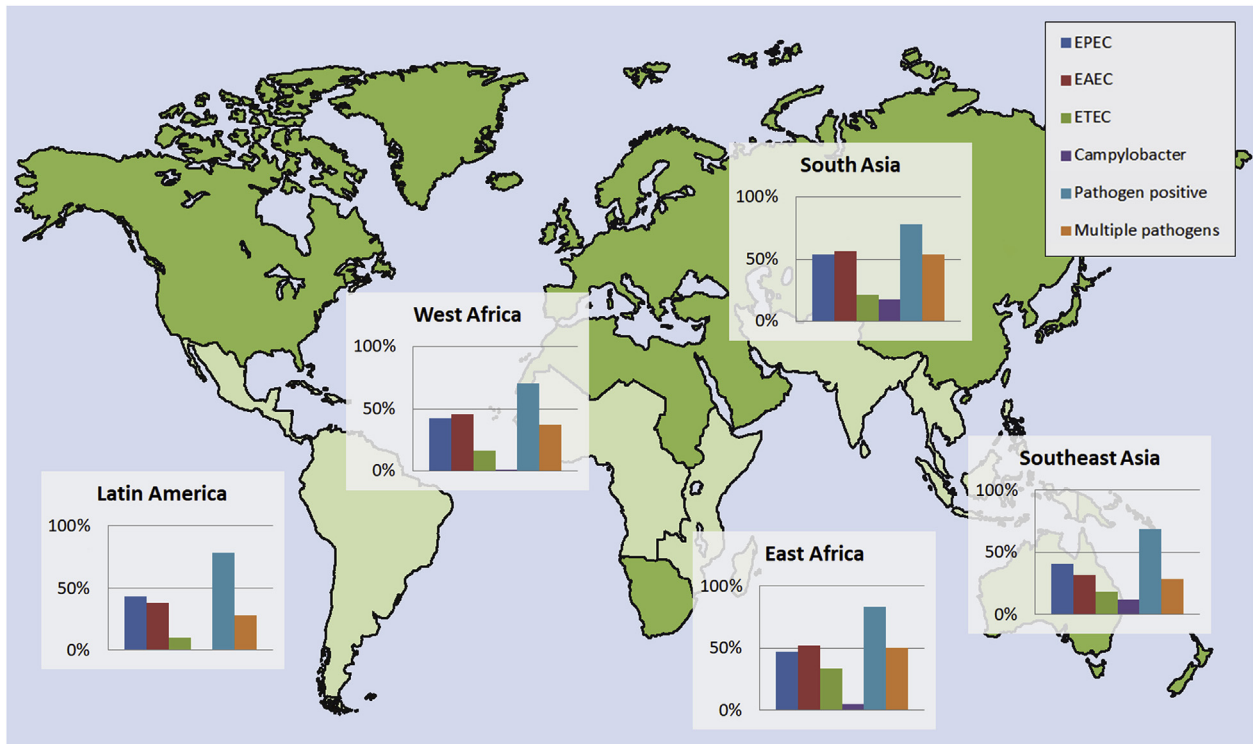 EPEC
EAEC
ETEC
Campylobacter
Pathogen positive
Multiple pathogens
South Asia
100%
50%
0%
West Africa
100%
50%
0%
Southeast Asia
100%
50%
0%
Latin America
100%
50%
0%
East Africa
100%
50%
0%